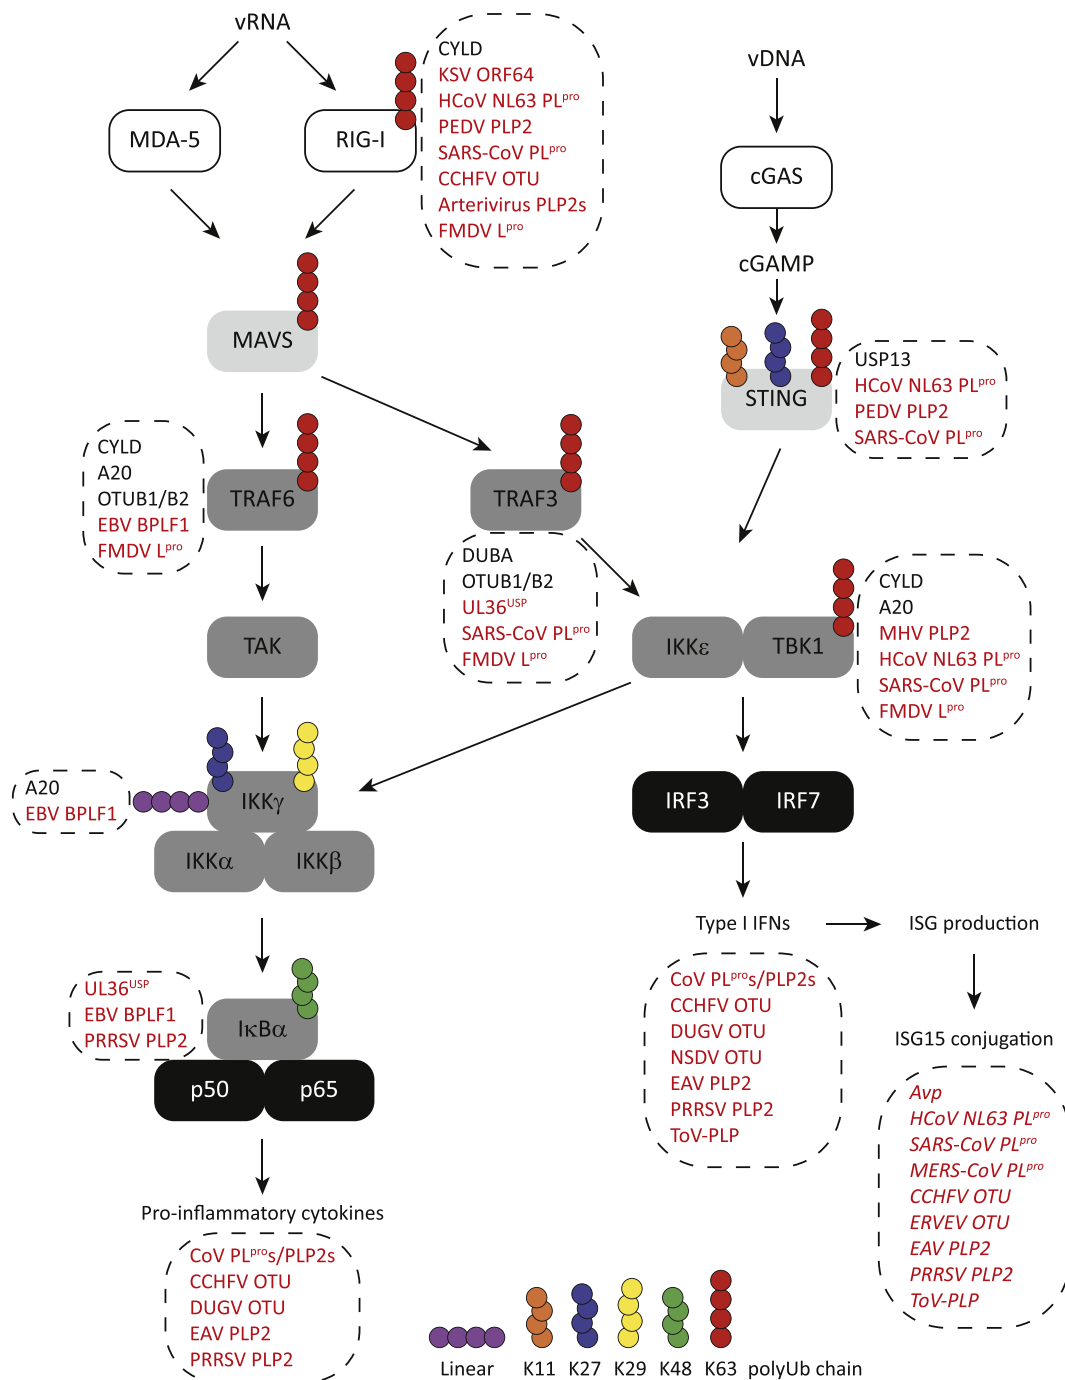 vRNA
MDA-5
RIG-I
CYLD
KSV ORF64
HCoV NL63 PLpro
PEDV PLP2
SARS-CoV PLpro
CCHFV OTU
Arterivirus PLP2s
FMDV Lpro
vDNA
cGAS
cGAMP
MAVS
STING
USP13
HCoV NL63 PLpro
PEDV PLP2
SARS-CoV PLpro
CYLD
A20
OTUB1/B2
EBV BPLF1
FMDV Lpro
TRAF6
TRAF3
DUBA
OTUB1/B2
UL36USP
SARS-CoV PLpro
FMDV Lpro
TAK
IKKε
TBK1
CYLD
A20
MHV PLP2
HCoV NL63 PLpro
SARS-CoV PLpro
FMDV Lpro
A20
EBV BPLF1
IKKγ
IKKα
IKKβ
IRF3
IRF7
Type I IFNs
ISG production
CoV PLpros/PLP2s
CCHFV OTU
DUGV OTU
NSDV OTU
EAV PLP2
PRRSV PLP2
ToV-PLP
UL36USP
EBV BPLF1
PRRSV PLP2
IκBα
p50
p65
ISG15 conjugation
Avp
HCoV NL63 PLpro
SARS-CoV PLpro
MERS-CoV PLpro
CCHFV OTU
ERVEV OTU
EAV PLP2
PRRSV PLP2
ToV-PLP
Pro-inflammatory cytokines
CoV PLpros/PLP2s
CCHFV OTU
DUGV OTU
EAV PLP2
PRRSV PLP2
Linear K11 K27 K29 K48 K63 polyUb chain